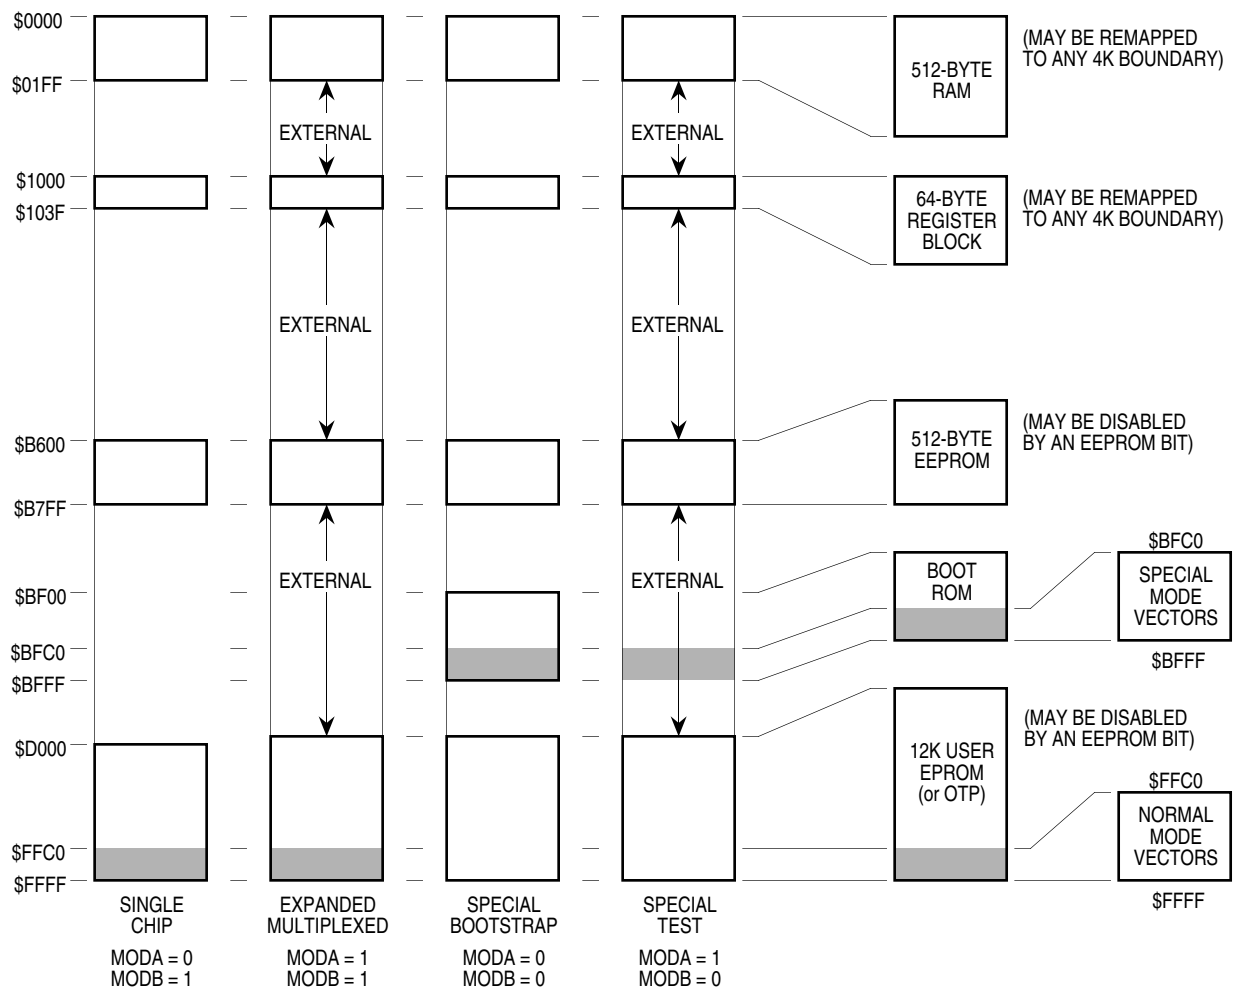 $0000
$01FF
$1000
$103F
$B600
$B7FF
$BF00
$BFC0
$BFFF
$D000
$FFC0
$FFFF
EXTERNAL
EXTERNAL
EXTERNAL
EXTERNAL
EXTERNAL
EXTERNAL
512-BYTE
RAM
(MAY BE REMAPPED
TO ANY 4K BOUNDARY)
64-BYTE
REGISTER
BLOCK
(MAY BE REMAPPED
TO ANY 4K BOUNDARY)
512-BYTE
EEPROM
(MAY BE DISABLED
BY AN EEPROM BIT)
BOOT
ROM
$BFC0
SPECIAL
MODE
VECTORS
$BFFF
12K USER
EPROM
(or OTP)
(MAY BE DISABLED
BY AN EEPROM BIT)
$FFC0
NORMAL
MODE
VECTORS
$FFFF
SINGLE
CHIP
MODA = 0
MODB = 1
EXPANDED
MULTIPLEXED
MODA = 1
MODB = 1
SPECIAL
BOOTSTRAP
MODA = 0
MODB = 0
SPECIAL
TEST
MODA = 1
MODB = 0